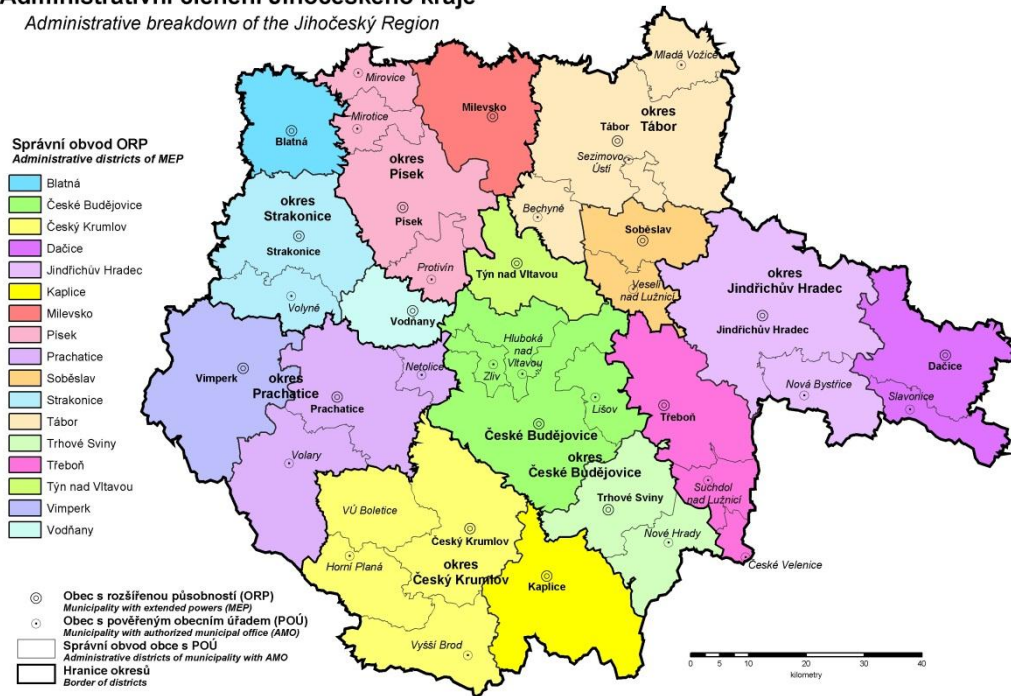 Administrativní členění Jihočeského kraje
Administrative breakdown of the Jihočeský Region
Správní obvod ORP
Administrative districts of MEP
Blatná
České Budějovice
Český Krumlov
Dačice
Jindřichův Hradec
Kaplice
Milevsko
Písek
Prachatice
Soběslav
Strakonice
Tábor
Trhové Sviny
Třeboň
Týn nad Vltavou
Vimperk
Vodňany
Obec s rozšířenou působností (ORP)
Municipality with extended powers (MEP)
Obec s pověřeným obecním úřadem (POÚ)
Municipality with authorized municipal office (AMO)
Správní obvod obce s POÚ
Administrative districts of municipality with AMO
Hranice okresů
Border of districts
Mladá Vožice
Mirovice
Milevsko
okres
Tábor
Mirotice
Blatná
Tábor
Sezimovo
Ústí
okres
Písek
okres
Strakonice
Písek
Bechyně
Strakonice
Soběslav
Protivín
Týn nad Vltavou
okres
Jindřichův Hradec
Volyně
Veselí
nad Lužnicí
Vodňany
Jindřichův Hradec
Hluboká
nad
Vltavou
Zliv
Dačice
Vimperk
okres
Prachatice
Netolice
Prachatice
Nová Bystřice
Slavonice
Lišov
Třeboň
České Budějovice
okres
České Budějovice
Volary
Suchdol
nad Lužnicí
Trhové Sviny
VÚ Boletice
Český Krumlov
Nové Hrady
Horní Planá
České Velenice
okres
Český Krumlov
Kaplice
Vyšší Brod
0 5 10 20 30 40
kilometry